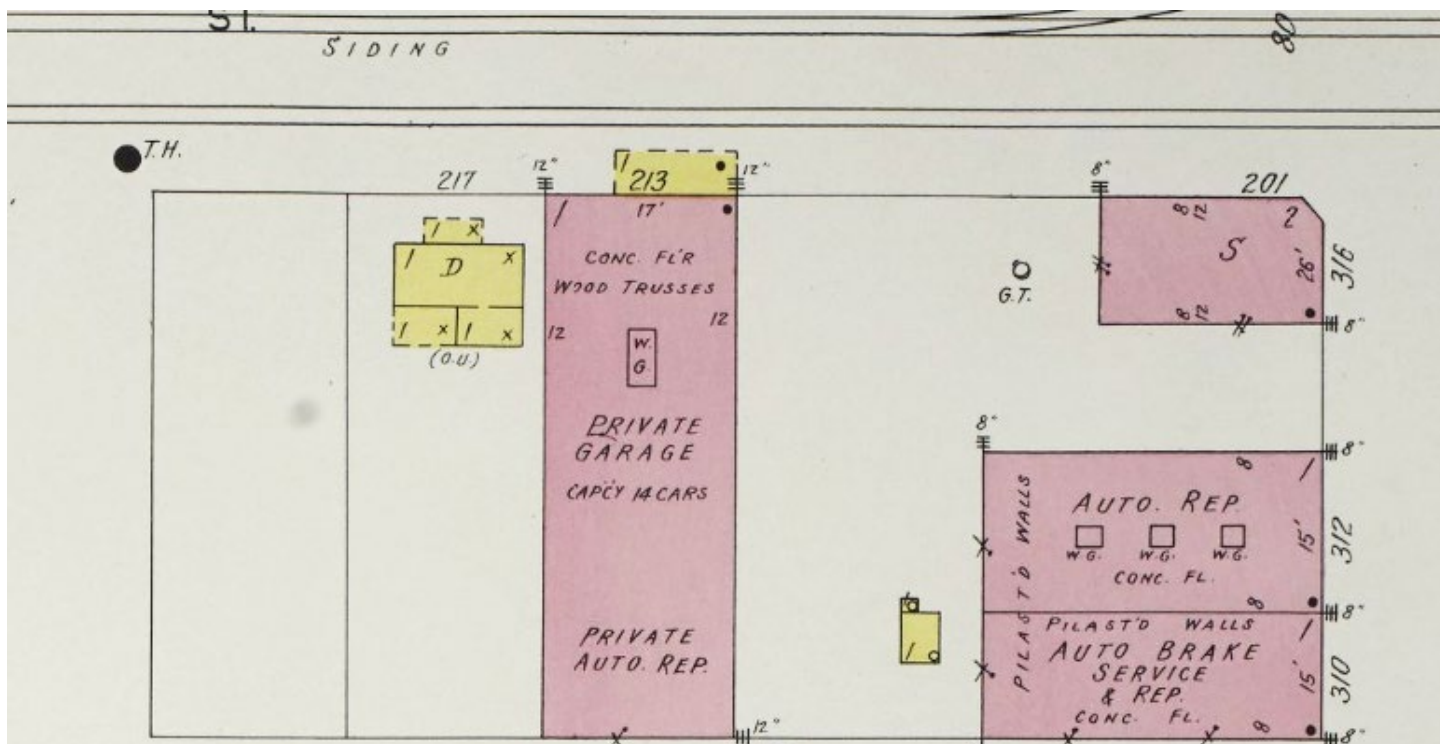 ST.
SIDING
80
T.H.
217
12"
1
213
12"
8"
201
1 x
1 D x
1 x 1 x
(O.U.)
1 17'
CONC. FL'R
WOOD TRUSSES
12 12
W.
G.
PRIVATE
GARAGE
CAP'C'Y 14 CARS
PRIVATE
AUTO. REP.
12"
G.T.
8 12
2
S
26'
316
8 12
8"
8"
8"
8 1
PILAST'D WALLS
AUTO. REP.
W.G. W.G. W.G.
CONC. FL.
15'
312
8
8"
1
PILAST'D WALLS
1
AUTO BRAKE
SERVICE
& REP.
CONC. FL.
15'
310
8
8"